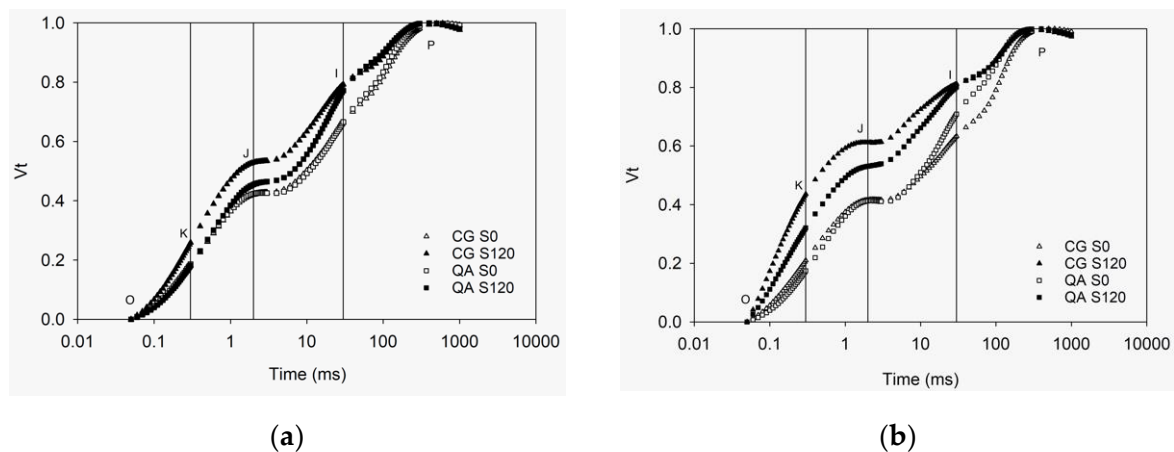 1.0
0.8
0.6
0.4
0.2
0.0
Vt
O
K
J
I
P
CG S0
CG S120
QA S0
QA S120
0.01 0.1 1 10 100 1000 10000
Time (ms)
(a)
1.0
0.8
0.6
0.4
0.2
0.0
Vt
O
K
J
I
P
CG S0
CG S120
QA S0
QA S120
0.01 0.1 1 10 100 1000 10000
Time (ms)
(b)